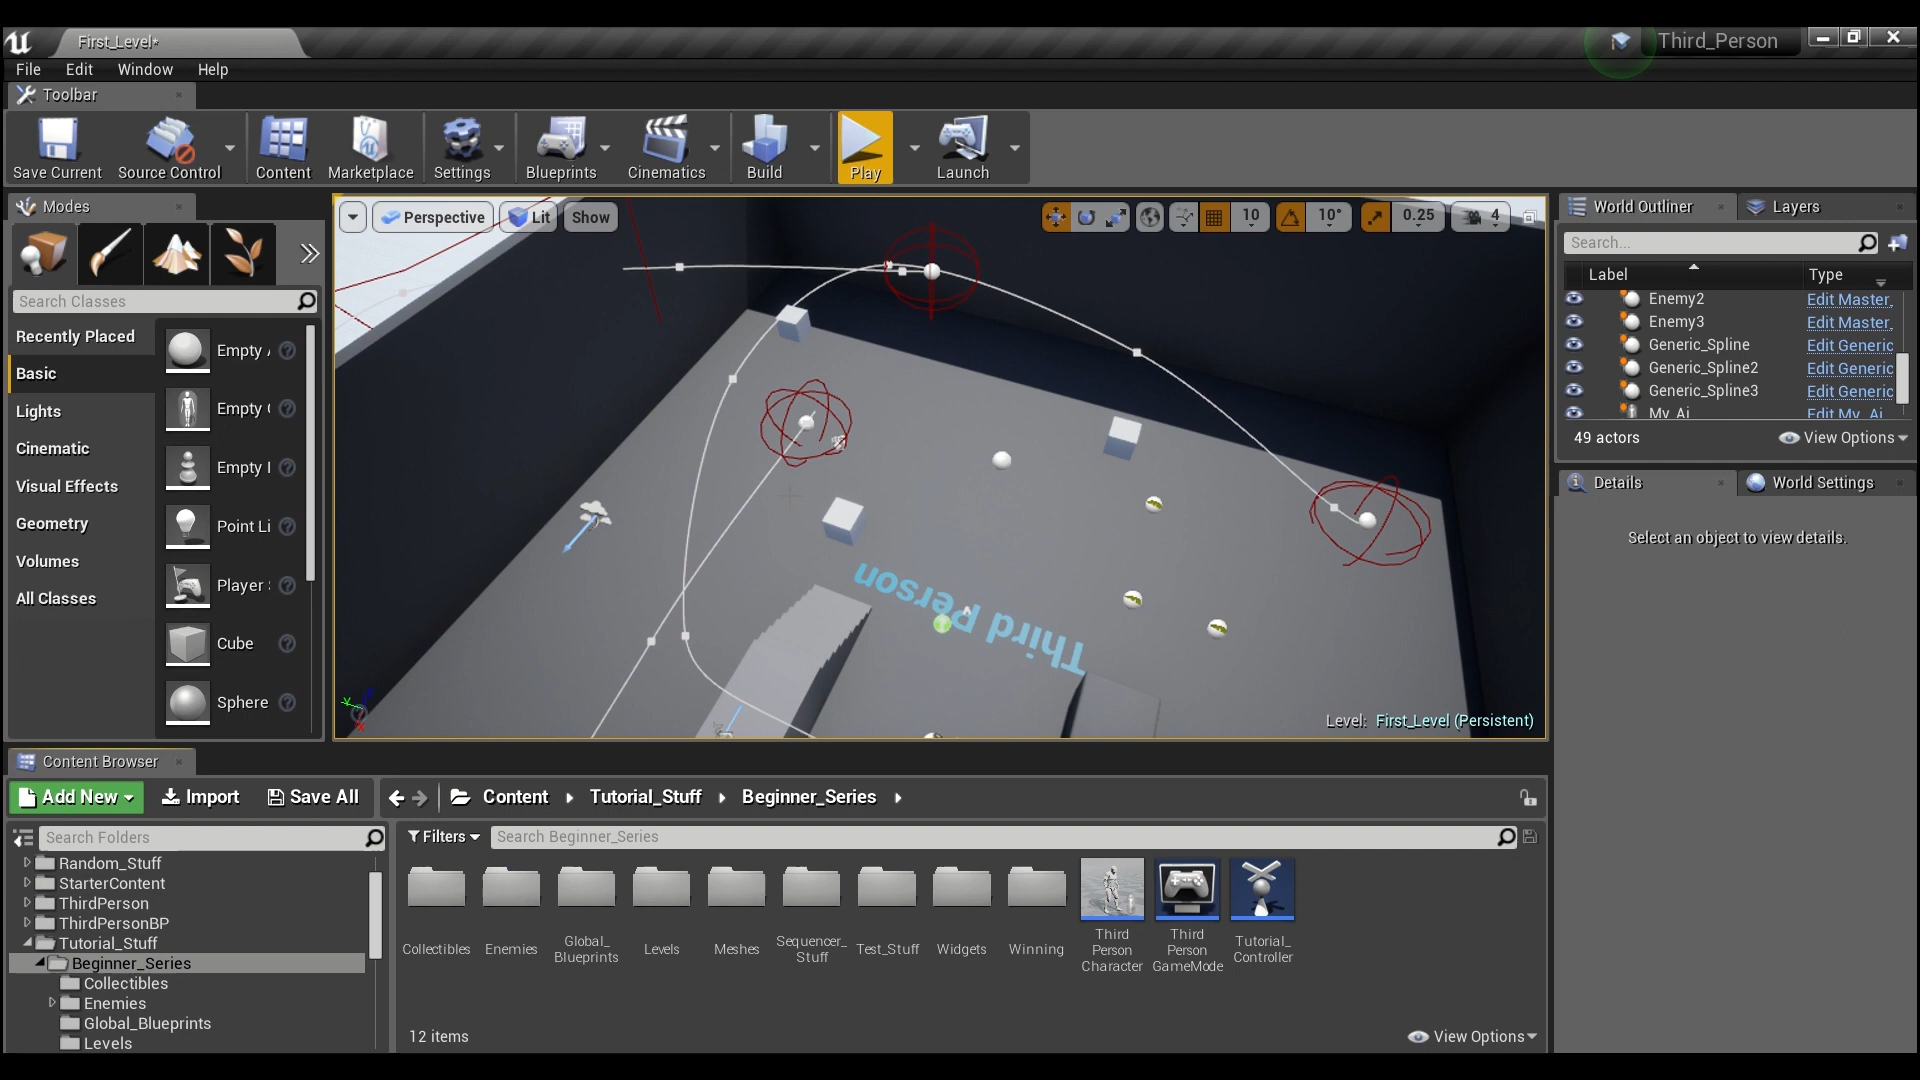 First_Level*
Third_Person
File Edit Window Help
Toolbar
Save Current Source Control Content Marketplace Settings Blueprints Cinematics Build Play Launch
Modes
Search Classes
Recently Placed
Basic
Lights
Cinematic
Visual Effects
Geometry
Volumes
All Classes
Empty
Empty
Empty
Point Li
Player
Cube
Sphere
Perspective Lit Show
10 10° 0.25 4
Third Person
Level: First_Level (Persistent)
World Outliner Layers
Search...
Label Type
Enemy2 Edit Master_
Enemy3 Edit Master_
Generic_Spline Edit Generic
Generic_Spline2 Edit Generic
Generic_Spline3 Edit Generic
My_Ai Edit My_Ai
49 actors View Options
Details World Settings
Select an object to view details.
Content Browser
Add New Import Save All Content Tutorial_Stuff Beginner_Series
Search Folders
Random_Stuff
StarterContent
ThirdPerson
ThirdPersonBP
Tutorial_Stuff
Beginner_Series
Collectibles
Enemies
Global_Blueprints
Levels
Filters Search Beginner_Series
Collectibles
Enemies
Global_
Blueprints
Levels
Meshes
Sequencer_
Stuff
Test_Stuff
Widgets
Winning
Third
Person
Character
Third
Person
GameMode
Tutorial_
Controller
12 items View Options